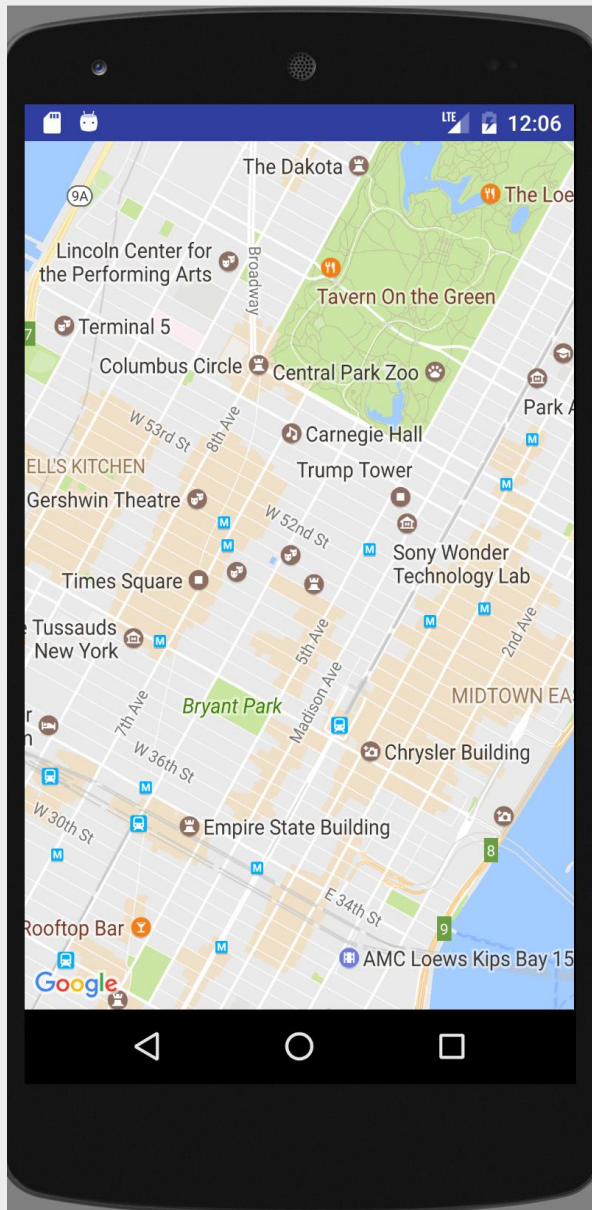 LTE 12:06
The Dakota
9A
The Loe
Lincoln Center for
the Performing Arts
Broadway
Tavern On the Green
7
Terminal 5
Columbus Circle
Central Park Zoo
Park A
W 53rd St
8th Ave
Carnegie Hall
M
ELL'S KITCHEN
Trump Tower
M
Gershwin Theatre
W 52nd St
M
M
M
Sony Wonder
Technology Lab
Times Square
M
M
e Tussauds
New York
M
5th Ave
2nd Ave
Bryant Park
Madison Ave
7th Ave
MIDTOWN EA
r
m
W 36th St
Chrysler Building
M
W 30th St
Empire State Building
8
M
M
E 34th St
Rooftop Bar
9
M
AMC Loews Kips Bay 15
Google